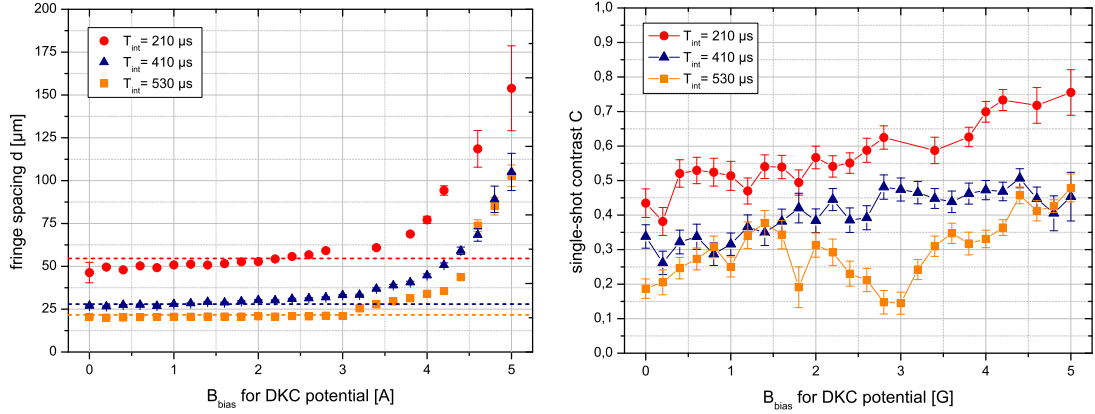 200
175
150
125
100
75
50
25
0
fringe spacing d [µm]
T_int = 210 µs
T_int = 410 µs
T_int = 530 µs
0 1 2 3 4 5
B_bias for DKC potential [A]
1,0
0,9
0,8
0,7
0,6
0,5
0,4
0,3
0,2
0,1
0,0
single-shot contrast C
T_int = 210 µs
T_int = 410 µs
T_int = 530 µs
0 1 2 3 4 5
B_bias for DKC potential [G]